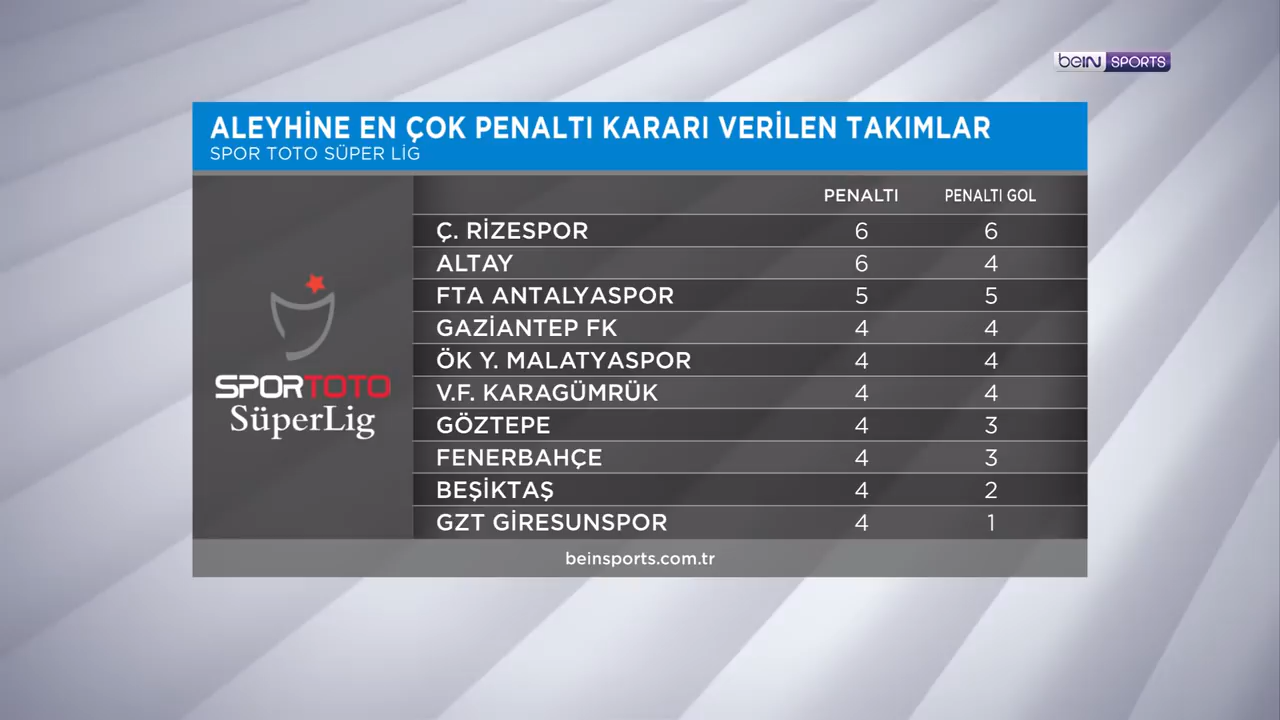 beIN SPORTS
ALEYHİNE EN ÇOK PENALTI KARARI VERİLEN TAKIMLAR
SPOR TOTO SÜPER LİG
PENALTI PENALTI GOL
Ç. RİZESPOR 6 6
ALTAY 6 4
FTA ANTALYASPOR 5 5
GAZİANTEP FK 4 4
ÖK Y. MALATYASPOR 4 4
V.F. KARAGÜMRÜK 4 4
GÖZTEPE 4 3
FENERBAHÇE 4 3
BEŞİKTAŞ 4 2
GZT GİRESUNSPOR 4 1
SPORTOTO
SüperLig
beinsports.com.tr